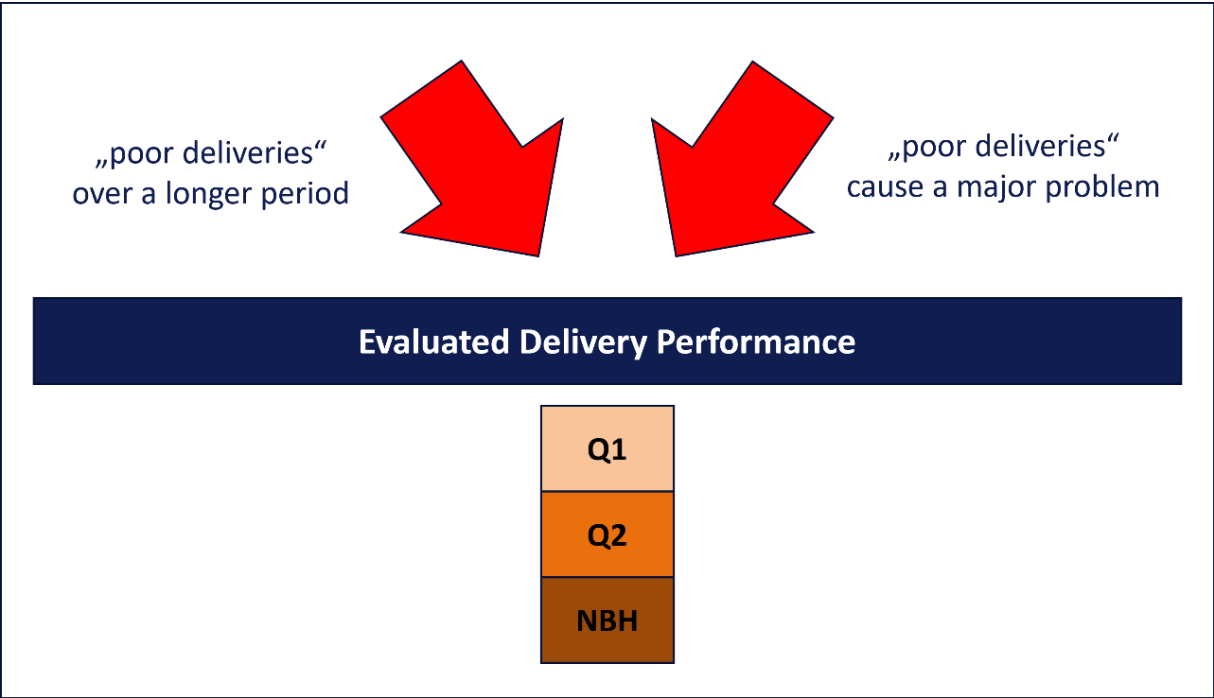 „poor deliveries“
over a longer period
„poor deliveries“
cause a major problem
Evaluated Delivery Performance
Q1
Q2
NBH